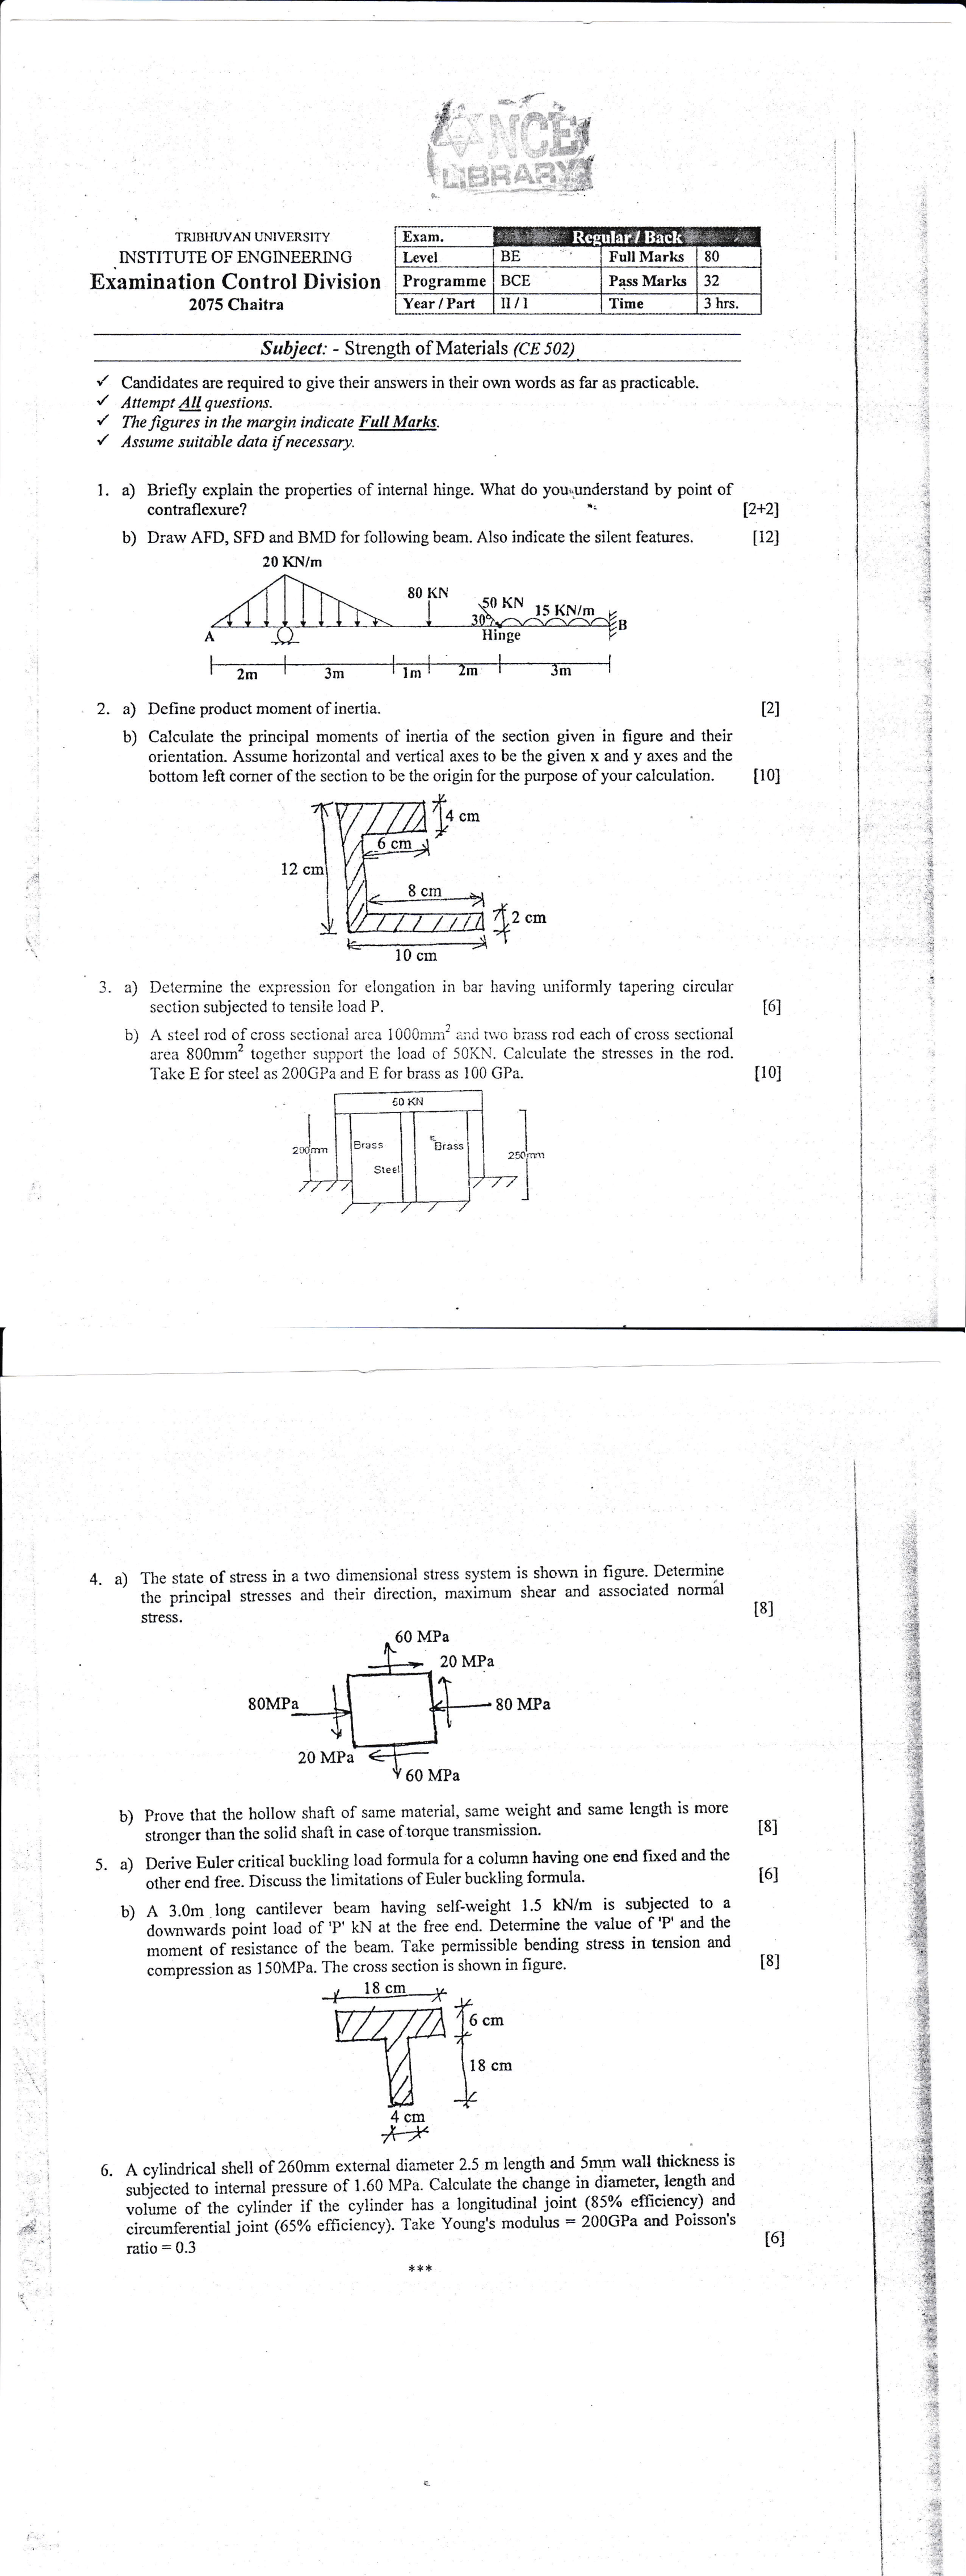 NCE
LIBRARY
TRIBHUVAN UNIVERSITY
INSTITUTE OF ENGINEERING
Examination Control Division
2075 Chaitra
Exam. Regular / Back
Level BE Full Marks 80
Programme BCE Pass Marks 32
Year / Part II / I Time 3 hrs.
Subject: - Strength of Materials (CE 502)
✓ Candidates are required to give their answers in their own words as far as practicable.
✓ Attempt All questions.
✓ The figures in the margin indicate Full Marks.
✓ Assume suitable data if necessary.
1. a) Briefly explain the properties of internal hinge. What do you understand by point of
contraflexure? [2+2]
b) Draw AFD, SFD and BMD for following beam. Also indicate the silent features. [12]
20 KN/m
80 KN
50 KN
15 KN/m
30°
A
Hinge
B
2m 3m 1m 2m 3m
2. a) Define product moment of inertia. [2]
b) Calculate the principal moments of inertia of the section given in figure and their
orientation. Assume horizontal and vertical axes to be the given x and y axes and the
bottom left corner of the section to be the origin for the purpose of your calculation. [10]
4 cm
6 cm
12 cm
8 cm
2 cm
10 cm
3. a) Determine the expression for elongation in bar having uniformly tapering circular
section subjected to tensile load P. [6]
b) A steel rod of cross sectional area 1000mm² and two brass rod each of cross sectional
area 800mm² together support the load of 50KN. Calculate the stresses in the rod.
Take E for steel as 200GPa and E for brass as 100 GPa. [10]
50 KN
200mm
Brass
Brass
Steel
250mm
4. a) The state of stress in a two dimensional stress system is shown in figure. Determine
the principal stresses and their direction, maximum shear and associated normal
stress. [8]
60 MPa
20 MPa
80MPa
80 MPa
20 MPa
60 MPa
b) Prove that the hollow shaft of same material, same weight and same length is more
stronger than the solid shaft in case of torque transmission. [8]
5. a) Derive Euler critical buckling load formula for a column having one end fixed and the
other end free. Discuss the limitations of Euler buckling formula. [6]
b) A 3.0m long cantilever beam having self-weight 1.5 kN/m is subjected to a
downwards point load of 'P' kN at the free end. Determine the value of 'P' and the
moment of resistance of the beam. Take permissible bending stress in tension and
compression as 150MPa. The cross section is shown in figure. [8]
18 cm
6 cm
18 cm
4 cm
6. A cylindrical shell of 260mm external diameter 2.5 m length and 5mm wall thickness is
subjected to internal pressure of 1.60 MPa. Calculate the change in diameter, length and
volume of the cylinder if the cylinder has a longitudinal joint (85% efficiency) and
circumferential joint (65% efficiency). Take Young's modulus = 200GPa and Poisson's
ratio = 0.3 [6]
***